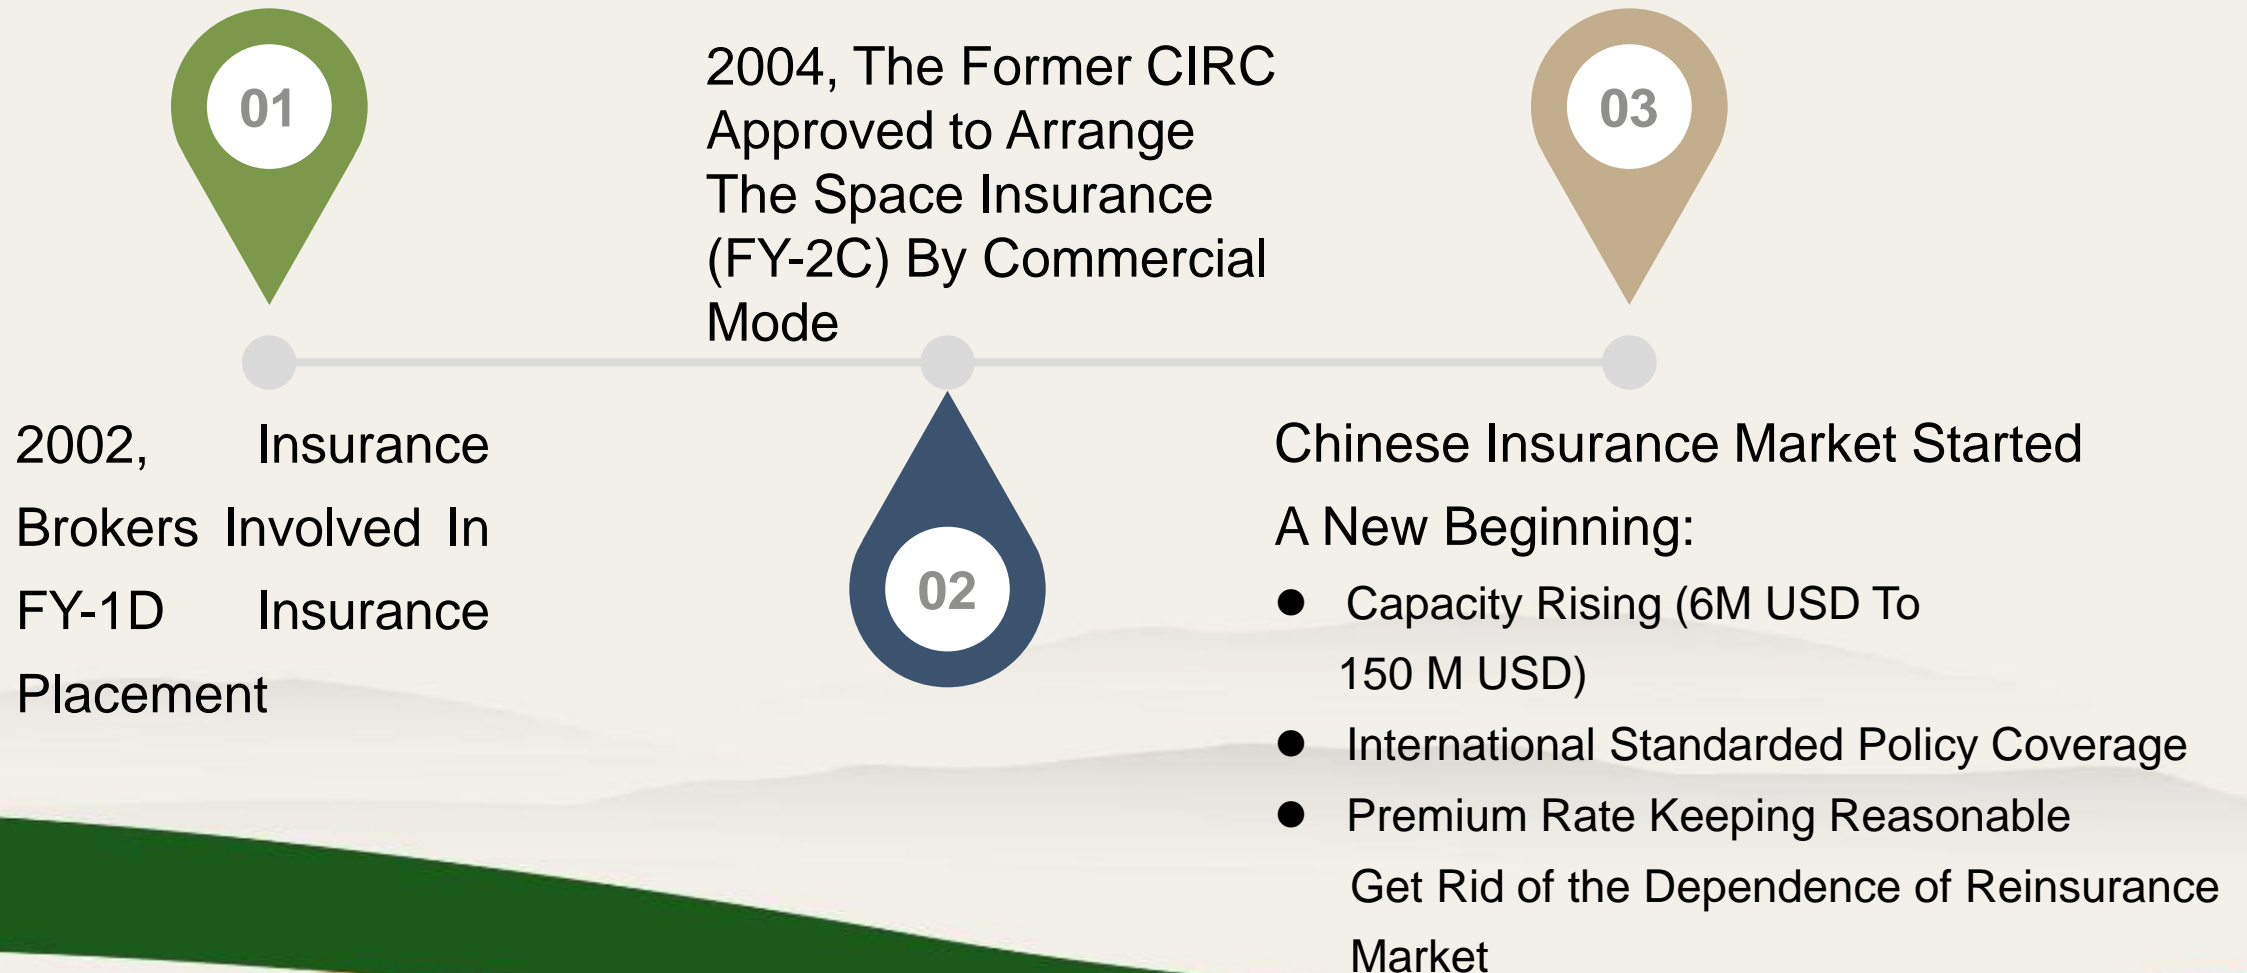 01
2002, Insurance
Brokers Involved In
FY-1D Insurance
Placement
2004, The Former CIRC
Approved to Arrange
The Space Insurance
(FY-2C) By Commercial
Mode
02
03
Chinese Insurance Market Started
A New Beginning:
● Capacity Rising (6M USD To
150 M USD)
● International Standarded Policy Coverage
● Premium Rate Keeping Reasonable
Get Rid of the Dependence of Reinsurance
Market